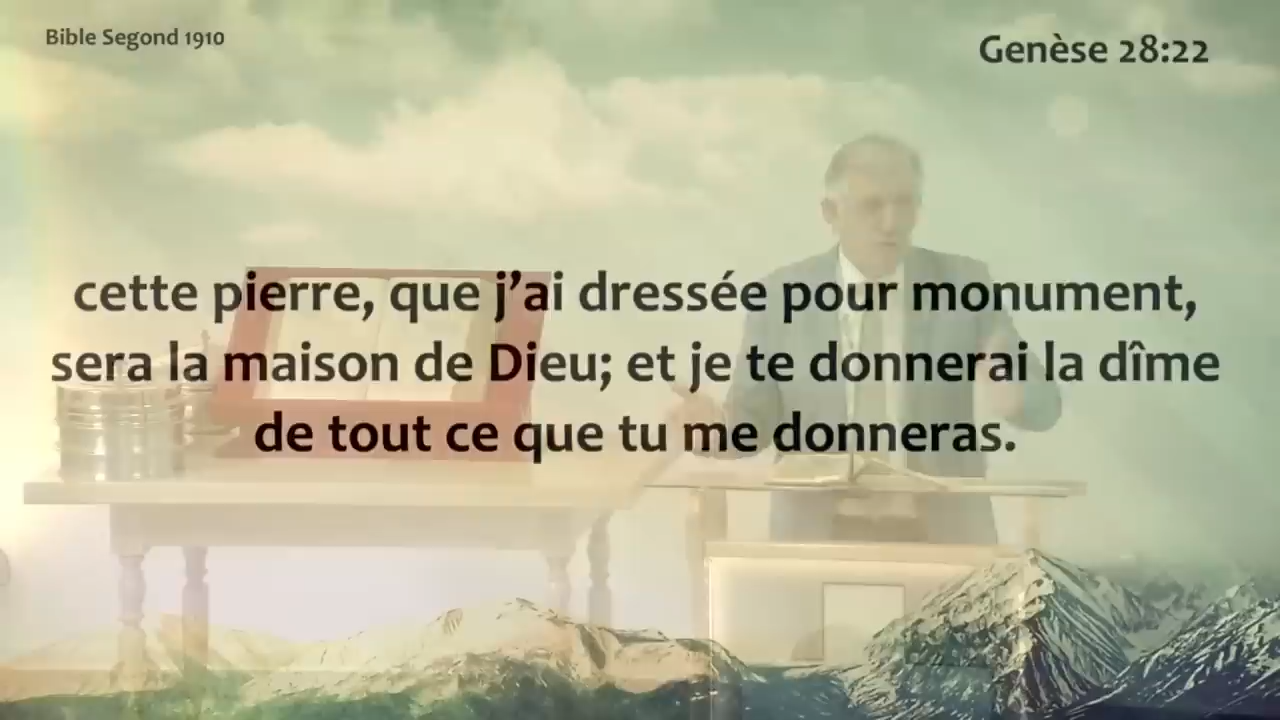 Bible Segond 1910
Genèse 28:22
cette pierre, que j’ai dressée pour monument,
sera la maison de Dieu; et je te donnerai la dîme
de tout ce que tu me donneras.